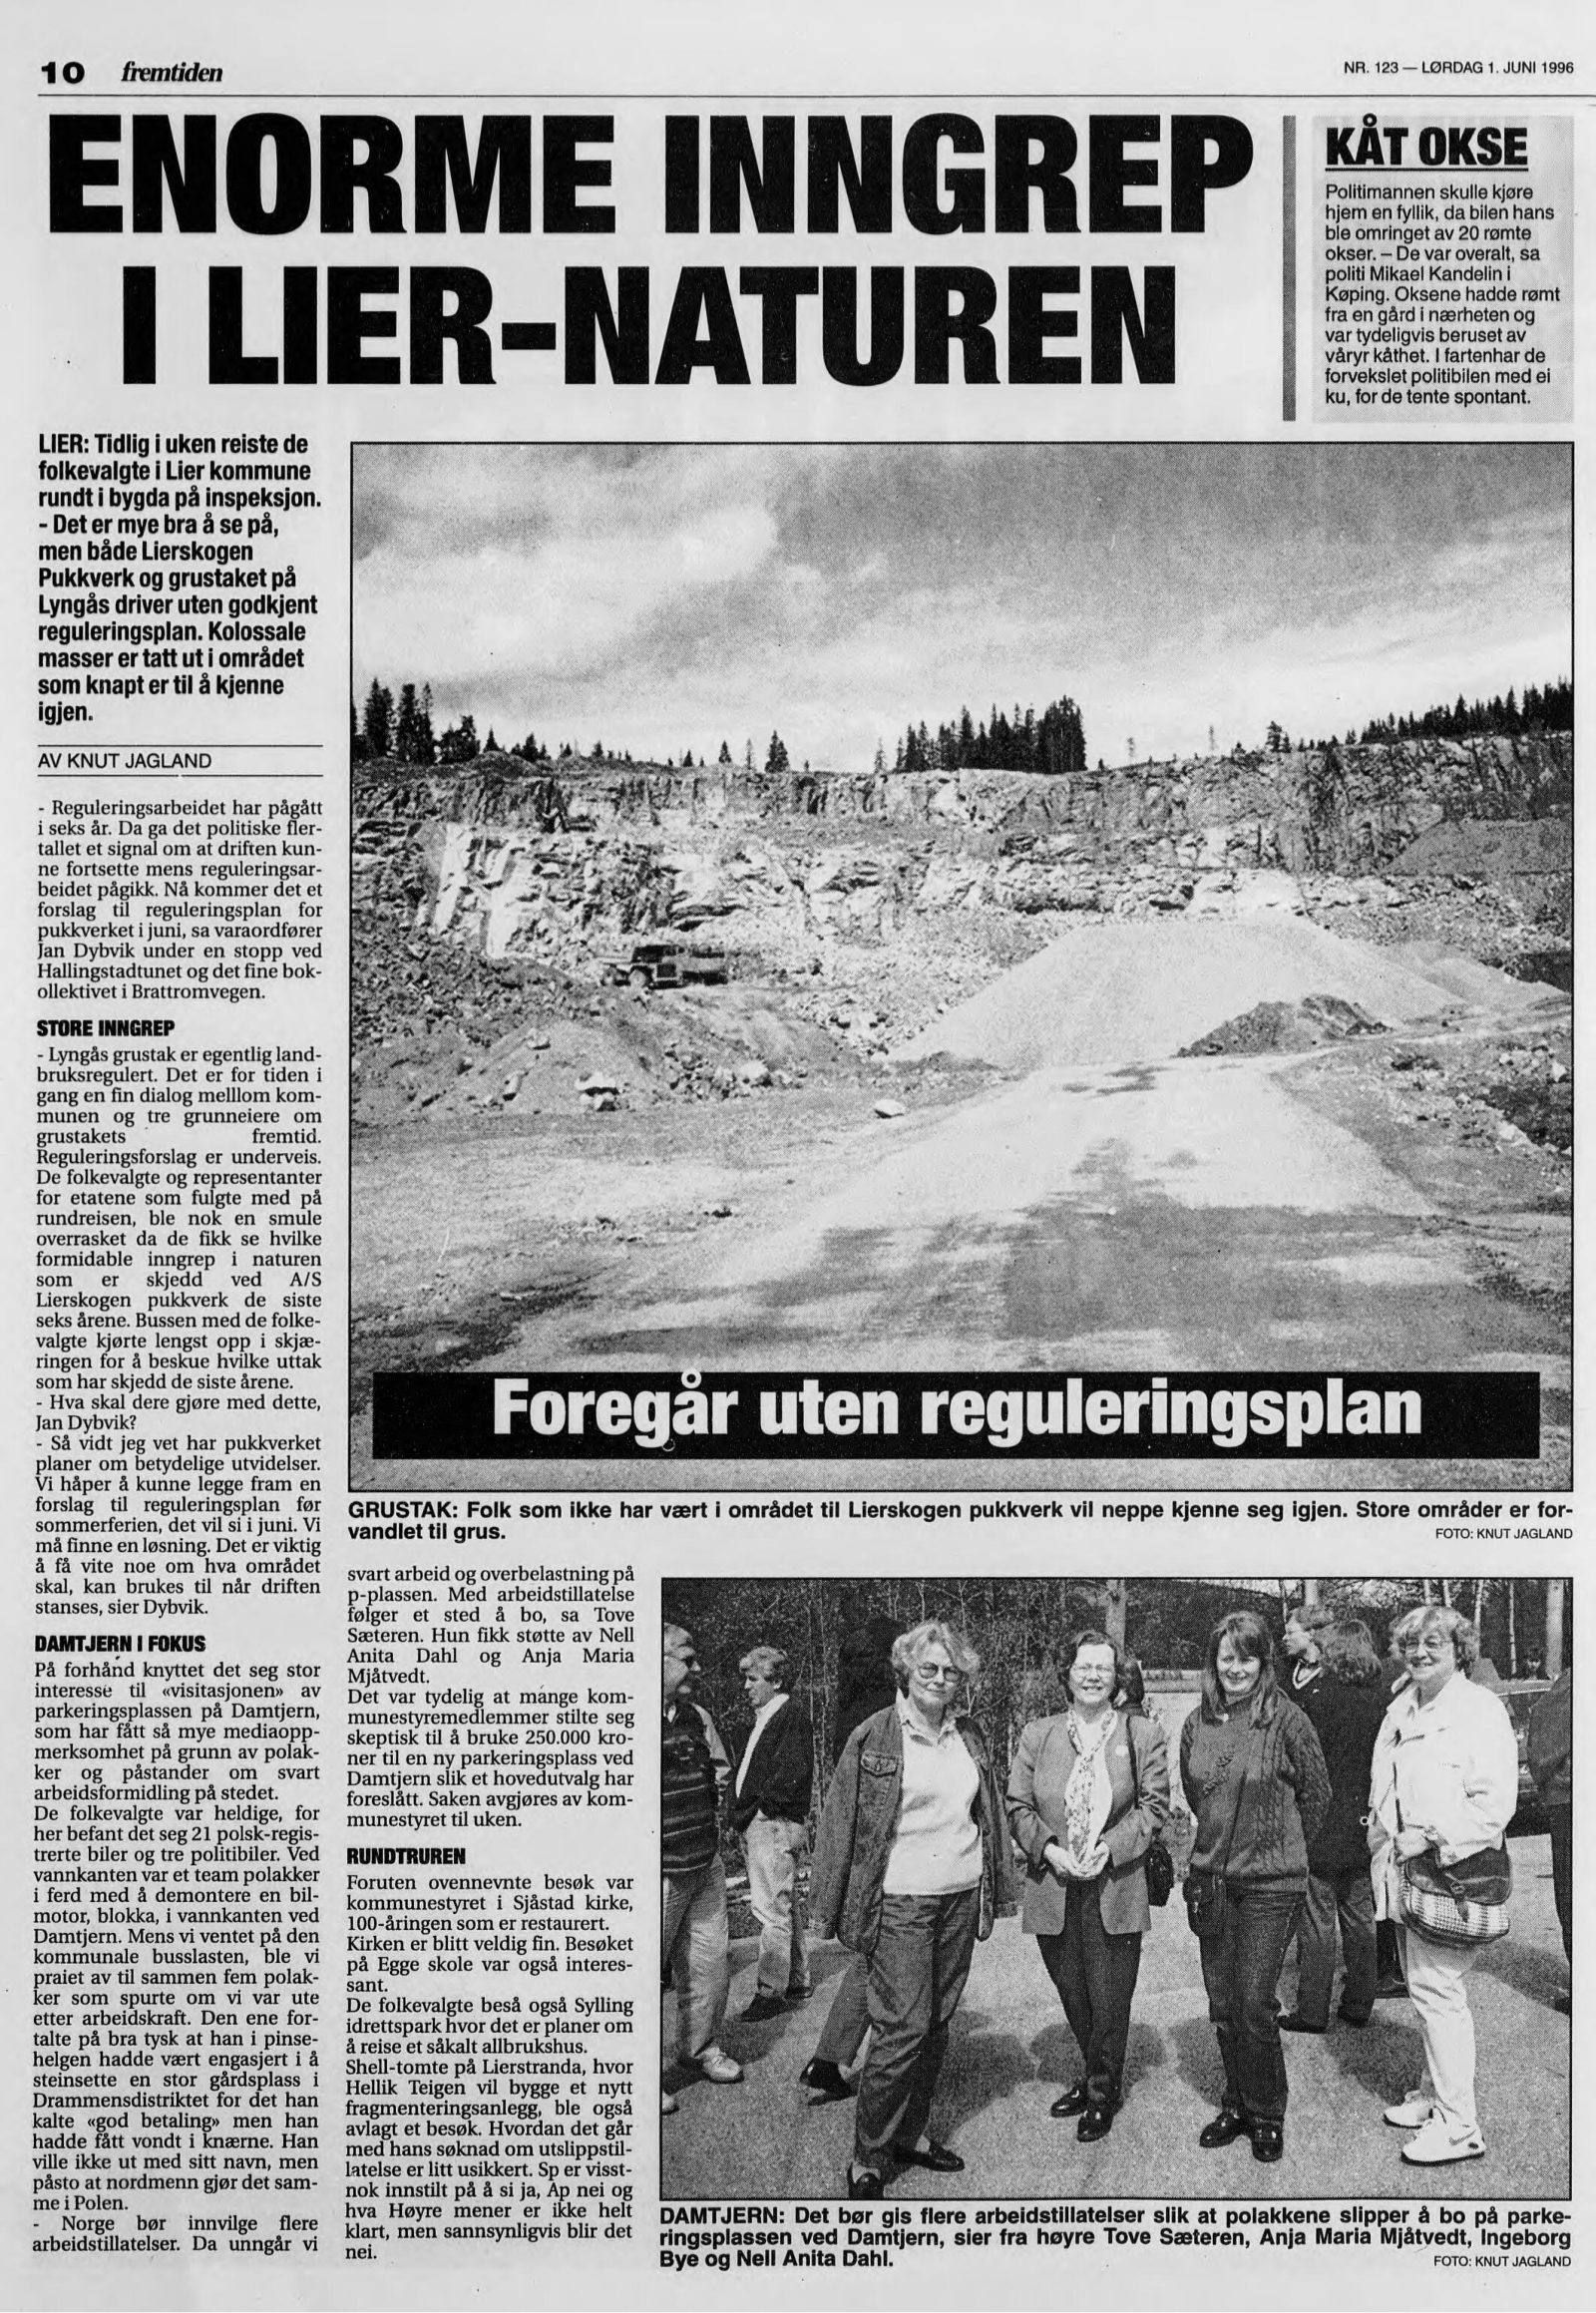 10 fremtiden
NR. 123 — LØRDAG 1. JUNI 1996
ENORME INNGREP
I LIER-NATUREN
KÅT OKSE
Politimannen skulle kjøre
hjem en fyllik, da bilen hans
ble omringet av 20 rømte
okser. – De var overalt, sa
politi Mikael Kandelin i
Køping. Oksene hadde rømt
fra en gård i nærheten og
var tydeligvis beruset av
våryr kåthet. I fartenhar de
forvekslet politibilen med ei
ku, for de tente spontant.
LIER: Tidlig i uken reiste de
folkevalgte i Lier kommune
rundt i bygda på inspeksjon.
- Det er mye bra å se på,
men både Lierskogen
Pukkverk og grustaket på
Lyngås driver uten godkjent
reguleringsplan. Kolossale
masser er tatt ut i området
som knapt er til å kjenne
igjen.
AV KNUT JAGLAND
- Reguleringsarbeidet har pågått
i seks år. Da ga det politiske fler-
tallet et signal om at driften kun-
ne fortsette mens reguleringsar-
beidet pågikk. Nå kommer det et
forslag til reguleringsplan for
pukkverket i juni, sa varaordfører
Jan Dybvik under en stopp ved
Hallingstadtunet og det fine bok-
ollektivet i Brattromvegen.
STORE INNGREP
- Lyngås grustak er egentlig land-
bruksregulert. Det er for tiden i
gang en fin dialog melllom kom-
munen og tre grunneiere om
grustakets fremtid.
Reguleringsforslag er underveis.
De folkevalgte og representanter
for etatene som fulgte med på
rundreisen, ble nok en smule
overrasket da de fikk se hvilke
formidable inngrep i naturen
som er skjedd ved A/S
Lierskogen pukkverk de siste
seks årene. Bussen med de folke-
valgte kjørte lengst opp i skjæ-
ringen for å beskue hvilke uttak
som har skjedd de siste årene.
- Hva skal dere gjøre med dette,
Jan Dybvik?
- Så vidt jeg vet har pukkverket
planer om betydelige utvidelser.
Vi håper å kunne legge fram en
forslag til reguleringsplan før
sommerferien, det vil si i juni. Vi
må finne en løsning. Det er viktig
å få vite noe om hva området
skal, kan brukes til når driften
stanses, sier Dybvik.
DAMTJERN I FOKUS
På forhånd knyttet det seg stor
interesse til «visitasjonen» av
parkeringsplassen på Damtjern,
som har fått så mye mediaopp-
merksomhet på grunn av polak-
ker og påstander om svart
arbeidsformidling på stedet.
De folkevalgte var heldige, for
her befant det seg 21 polsk-regis-
trerte biler og tre politibiler. Ved
vannkanten var et team polakker
i ferd med å demontere en bil-
motor, blokka, i vannkanten ved
Damtjern. Mens vi ventet på den
kommunale busslasten, ble vi
praiet av til sammen fem polak-
ker som spurte om vi var ute
etter arbeidskraft. Den ene for-
talte på bra tysk at han i pinse-
helgen hadde vært engasjert i å
steinsette en stor gårdsplass i
Drammensdistriktet for det han
kalte «god betaling» men han
hadde fått vondt i knærne. Han
ville ikke ut med sitt navn, men
påsto at nordmenn gjør det sam-
me i Polen.
- Norge bør innvilge flere
arbeidstillatelser. Da unngår vi
Foregår uten reguleringsplan
GRUSTAK: Folk som ikke har vært i området til Lierskogen pukkverk vil neppe kjenne seg igjen. Store områder er for-
vandlet til grus.
FOTO: KNUT JAGLAND
svart arbeid og overbelastning på
p-plassen. Med arbeidstillatelse
følger et sted å bo, sa Tove
Sæteren. Hun fikk støtte av Nell
Anita Dahl og Anja Maria
Mjåtvedt.
Det var tydelig at mange kom-
munestyremedlemmer stilte seg
skeptisk til å bruke 250.000 kro-
ner til en ny parkeringsplass ved
Damtjern slik et hovedutvalg har
foreslått. Saken avgjøres av kom-
munestyret til uken.
RUNDTRUREN
Foruten ovennevnte besøk var
kommunestyret i Sjåstad kirke,
100-åringen som er restaurert.
Kirken er blitt veldig fin. Besøket
på Egge skole var også interes-
sant.
De folkevalgte beså også Sylling
idrettspark hvor det er planer om
å reise et såkalt allbrukshus.
Shell-tomte på Lierstranda, hvor
Hellik Teigen vil bygge et nytt
fragmenteringsanlegg, ble også
avlagt et besøk. Hvordan det går
med hans søknad om utslippstil-
latelse er litt usikkert. Sp er visst-
nok innstilt på å si ja, Ap nei og
hva Høyre mener er ikke helt
klart, men sannsynligvis blir det
nei.
DAMTJERN: Det bør gis flere arbeidstillatelser slik at polakkene slipper å bo på parke-
ringsplassen ved Damtjern, sier fra høyre Tove Sæteren, Anja Maria Mjåtvedt, Ingeborg
Bye og Nell Anita Dahl.
FOTO: KNUT JAGLAND